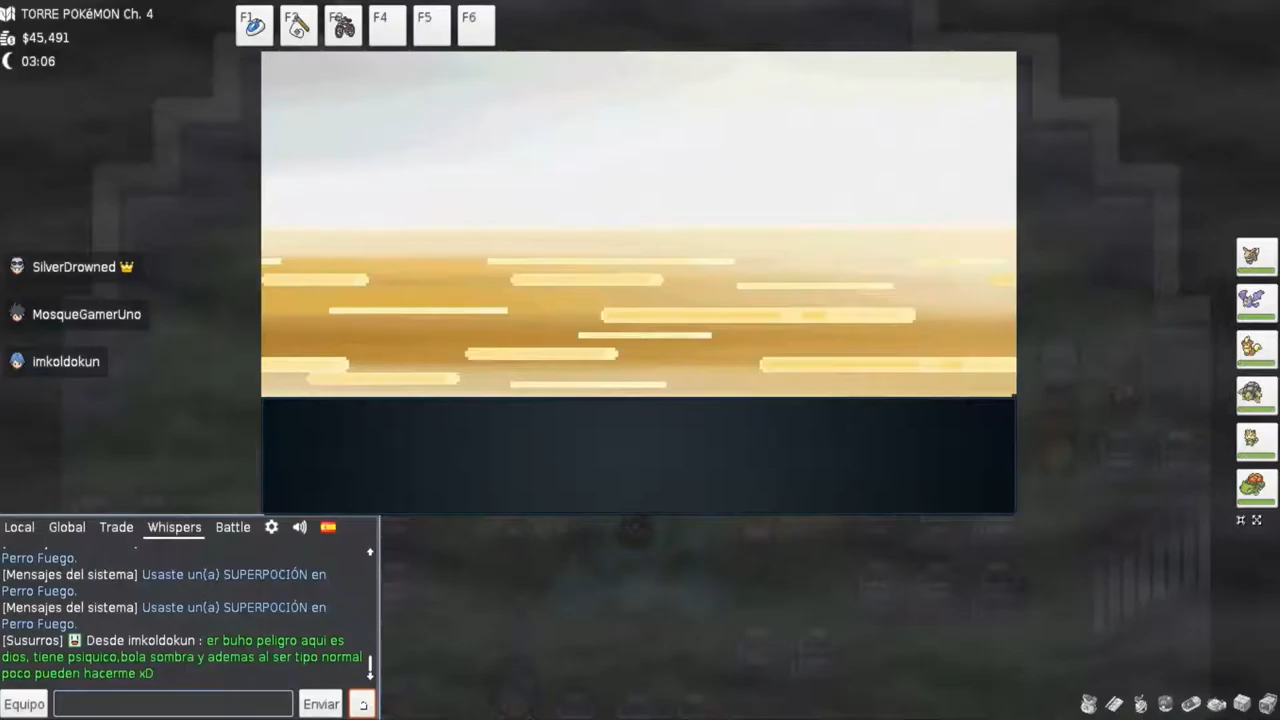 TORRE POKéMON Ch. 4
$45,491
03:06
F1
F2
F3
F4
F5
F6
SilverDrowned
MosqueGamerUno
imkoldokun
Local Global Trade Whispers Battle
Perro Fuego.
[Mensajes del sistema] Usaste un(a) SUPERPOCIÓN en
Perro Fuego.
[Mensajes del sistema] Usaste un(a) SUPERPOCIÓN en
Perro Fuego.
[Susurros] Desde imkoldokun : er buho peligro aqui es
dios, tiene psiquico,bola sombra y ademas al ser tipo normal
poco pueden hacerme xD
Equipo
Enviar